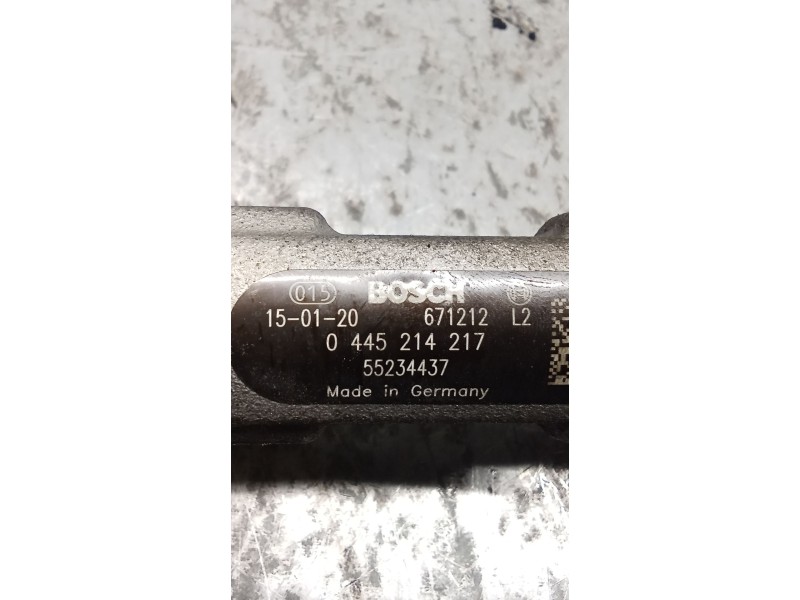 015 BOSCH
15-01-20 671212 L2
0 445 214 217
55234437
Made in Germany